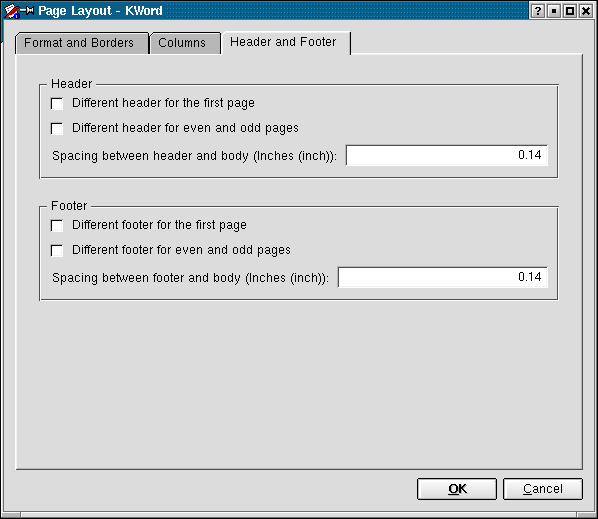 Page Layout - KWord
?
Format and Borders
Columns
Header and Footer
Header
Different header for the first page
Different header for even and odd pages
Spacing between header and body (Inches (inch)): 0.14
Footer
Different footer for the first page
Different footer for even and odd pages
Spacing between footer and body (Inches (inch)): 0.14
OK
Cancel